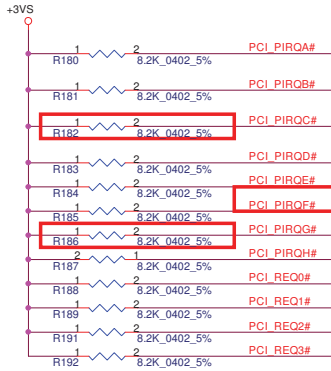 +3VS
1 2 PCI_PIRQA#
R180 8.2K_0402_5%
1 2 PCI_PIRQB#
R181 8.2K_0402_5%
1 2 PCI_PIRQC#
R182 8.2K_0402_5%
1 2 PCI_PIRQD#
R183 8.2K_0402_5%
1 2 PCI_PIRQE#
R184 8.2K_0402_5%
1 2 PCI_PIRQF#
R185 8.2K_0402_5%
1 2 PCI_PIRQG#
R186 8.2K_0402_5%
2 1 PCI_PIRQH#
R187 8.2K_0402_5%
1 2 PCI_REQ0#
R188 8.2K_0402_5%
1 2 PCI_REQ1#
R189 8.2K_0402_5%
1 2 PCI_REQ2#
R191 8.2K_0402_5%
1 2 PCI_REQ3#
R192 8.2K_0402_5%